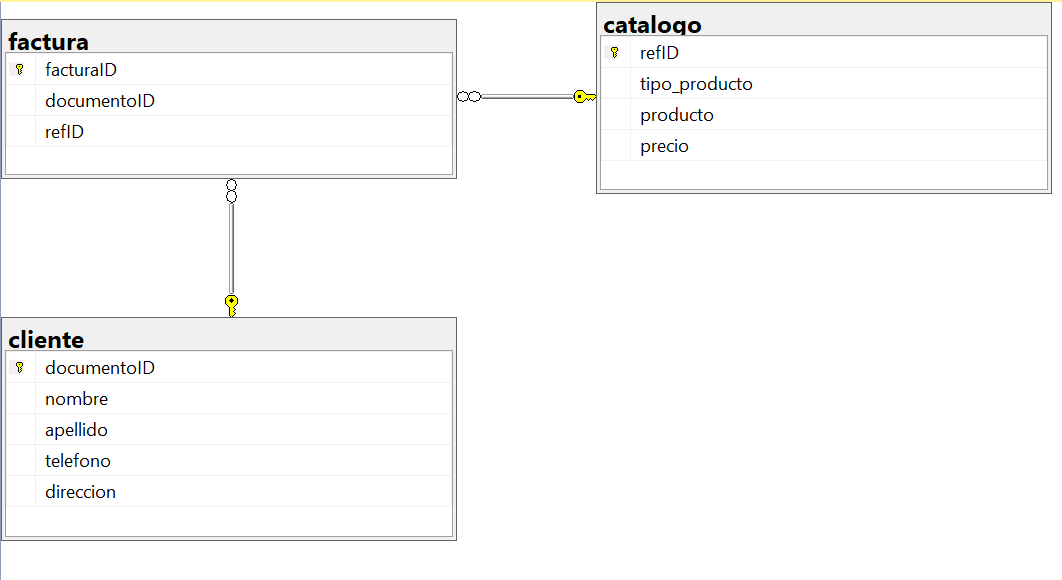 factura
facturaID
documentoID
refID
catalogo
refID
tipo_producto
producto
precio
cliente
documentoID
nombre
apellido
telefono
direccion